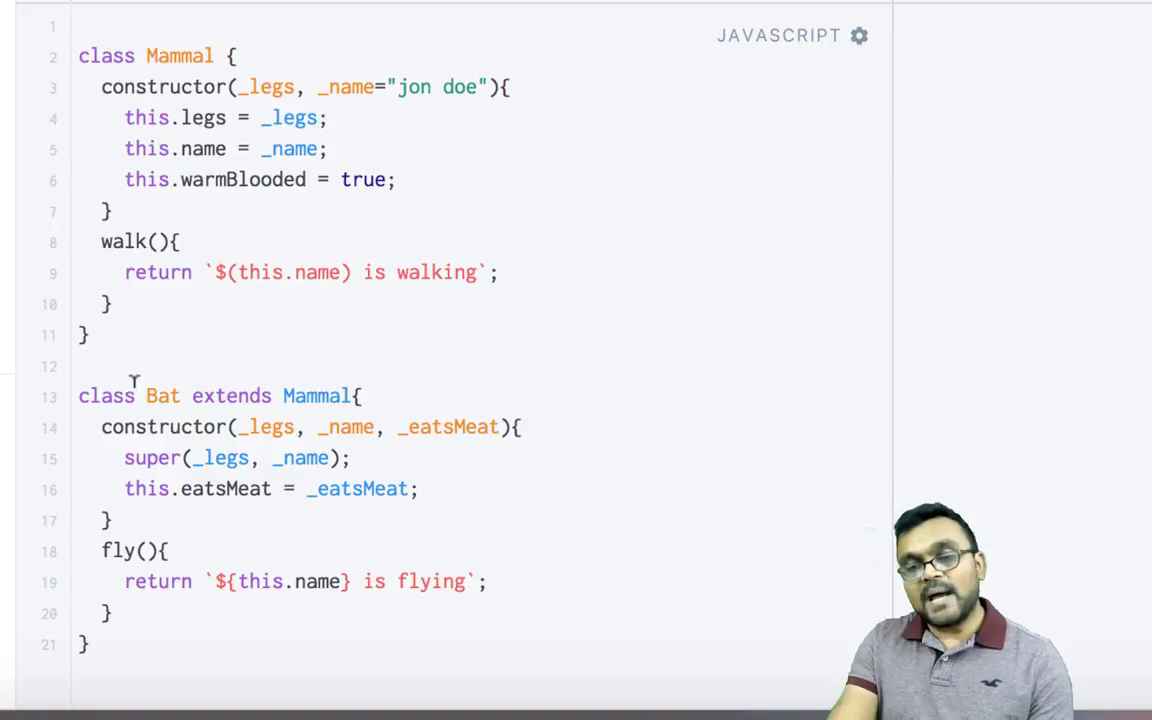 JAVASCRIPT
1
2 class Mammal {
3 constructor(_legs, _name="jon doe"){
4 this.legs = _legs;
5 this.name = _name;
6 this.warmBlooded = true;
7 }
8 walk(){
9 return `$(this.name) is walking`;
10 }
11 }
12
13 class Bat extends Mammal{
14 constructor(_legs, _name, _eatsMeat){
15 super(_legs, _name);
16 this.eatsMeat = _eatsMeat;
17 }
18 fly(){
19 return `${this.name} is flying`;
20 }
21 }